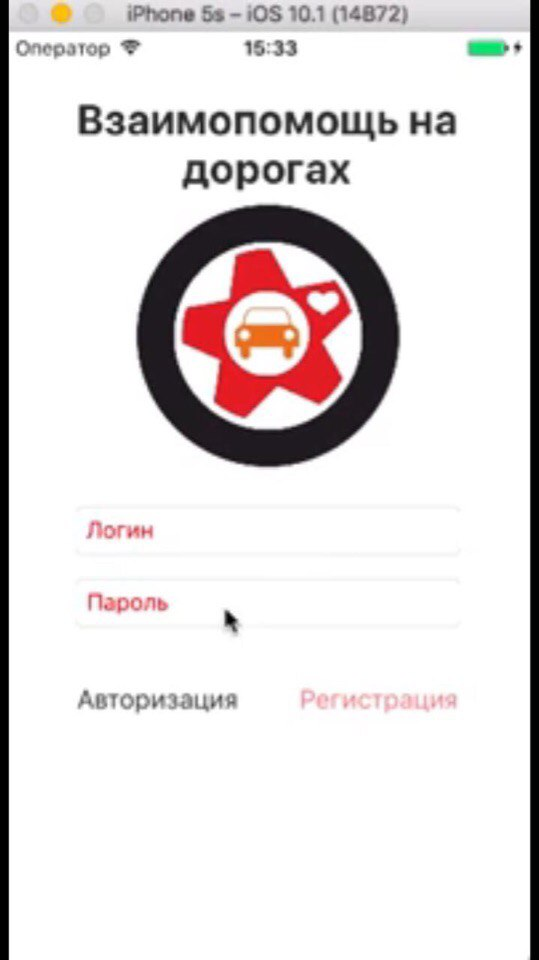 iPhone 5s – iOS 10.1 (14B72)
Оператор 15:33
Взаимопомощь на
дорогах
Логин
Пароль
Авторизация Регистрация